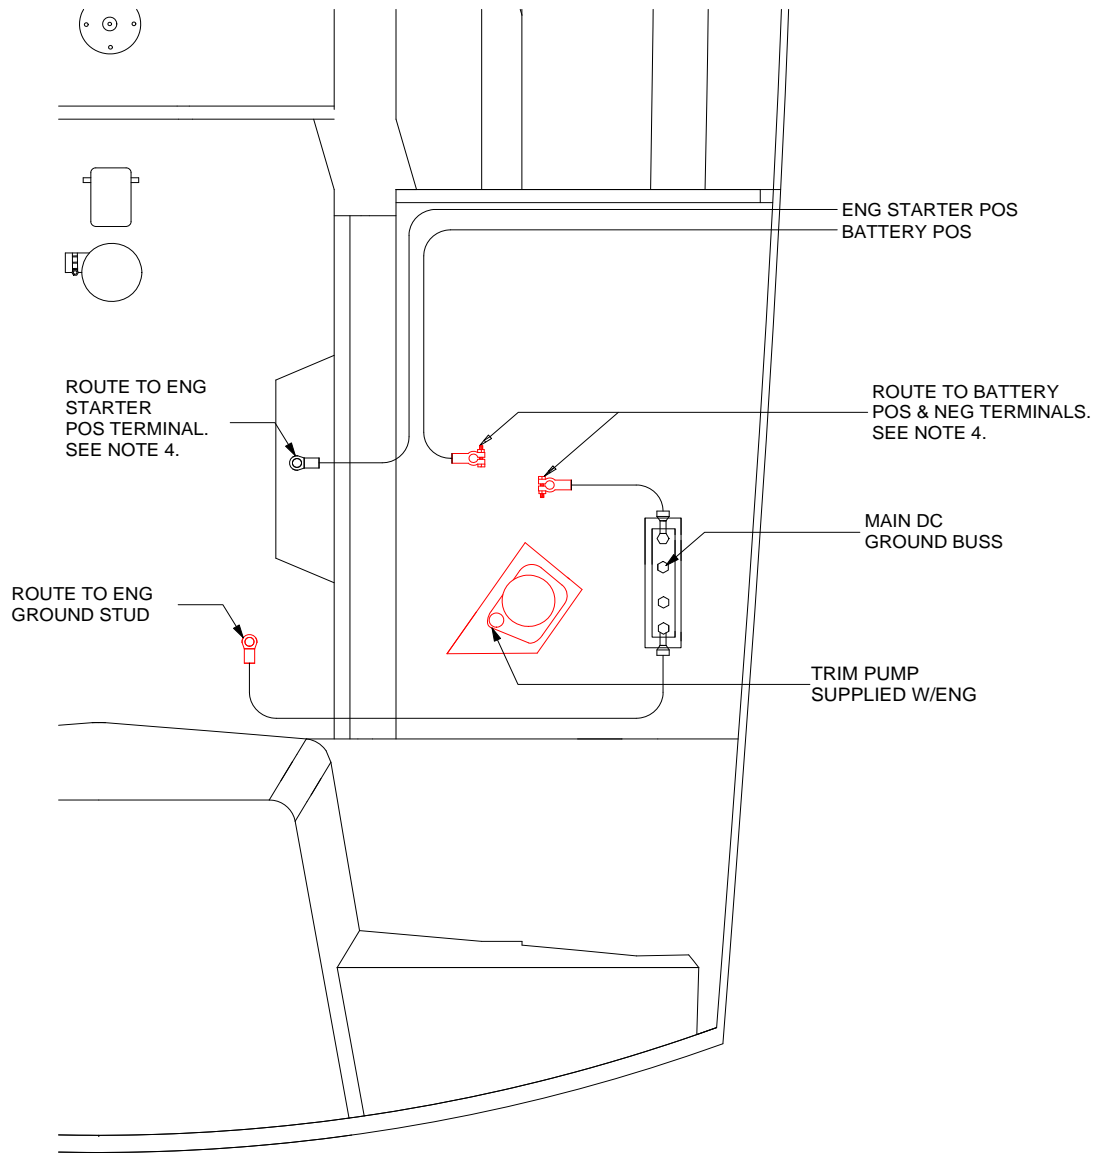 ENG STARTER POS
BATTERY POS
ROUTE TO ENG
STARTER
POS TERMINAL.
SEE NOTE 4.
ROUTE TO BATTERY
POS & NEG TERMINALS.
SEE NOTE 4.
MAIN DC
GROUND BUSS
ROUTE TO ENG
GROUND STUD
TRIM PUMP
SUPPLIED W/ENG